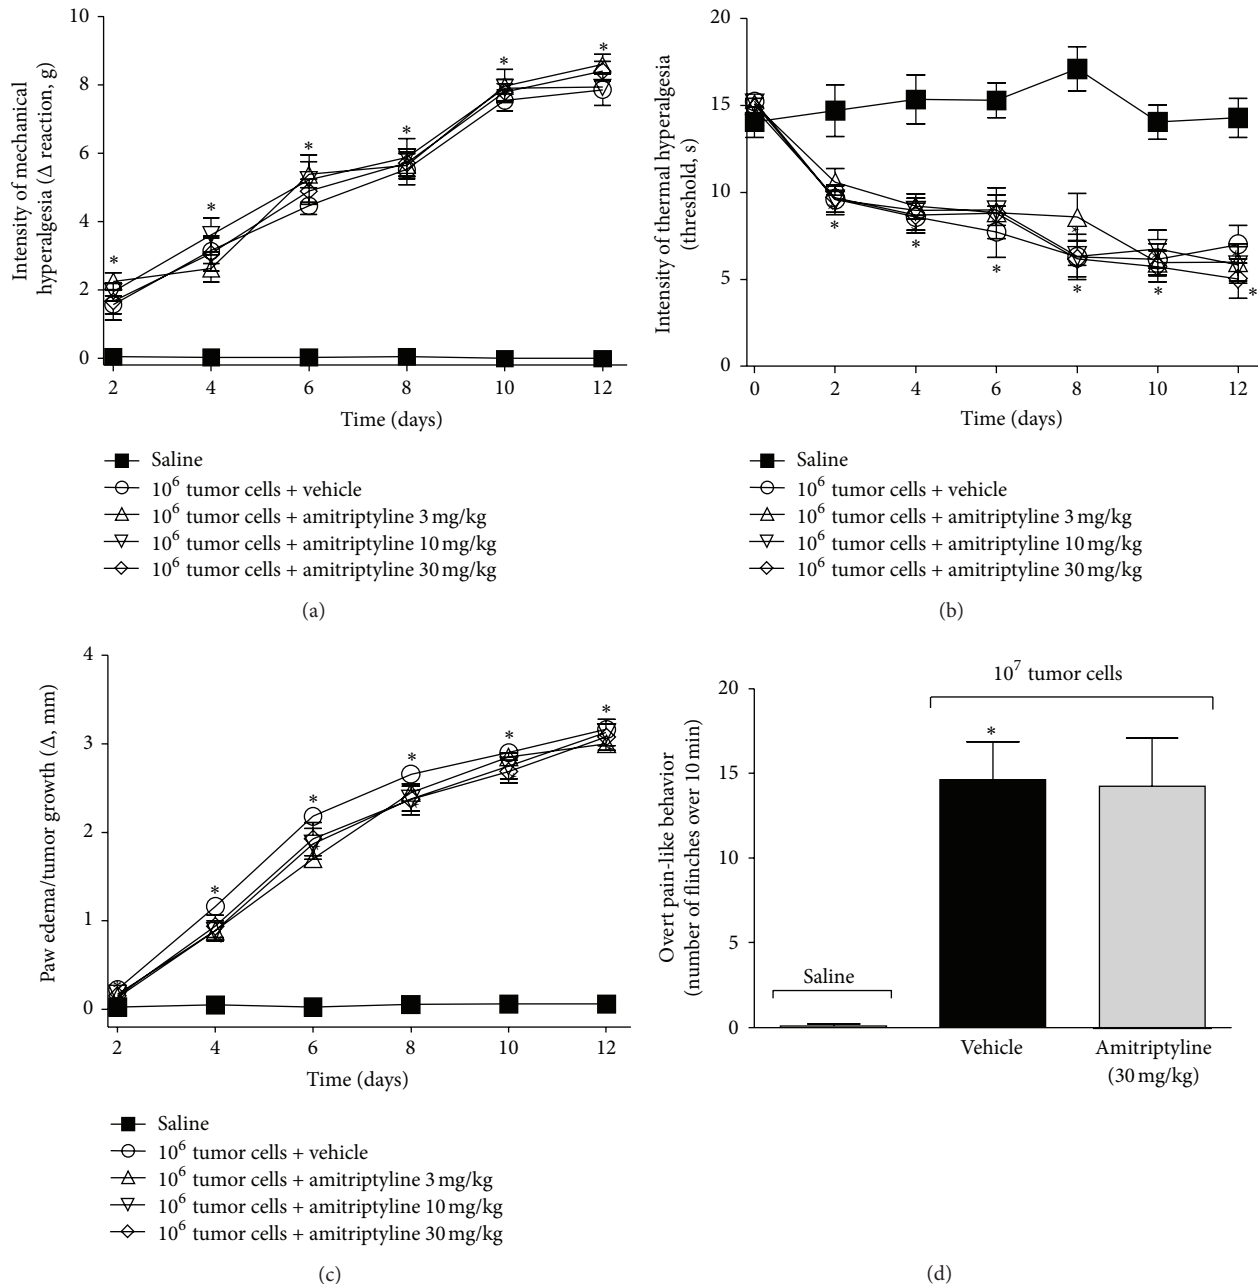 Intensity of mechanical
hyperalgesia (Δ reaction, g)
10
8
6
4
2
0
* * * * * *
2 4 6 8 10 12
Time (days)
Saline
10⁶ tumor cells + vehicle
10⁶ tumor cells + amitriptyline 3 mg/kg
10⁶ tumor cells + amitriptyline 10 mg/kg
10⁶ tumor cells + amitriptyline 30 mg/kg
(a)
Intensity of thermal hyperalgesia
(threshold, s)
20
15
10
5
0
* * * * * * *
0 2 4 6 8 10 12
Time (days)
Saline
10⁶ tumor cells + vehicle
10⁶ tumor cells + amitriptyline 3 mg/kg
10⁶ tumor cells + amitriptyline 10 mg/kg
10⁶ tumor cells + amitriptyline 30 mg/kg
(b)
Paw edema/tumor growth (Δ, mm)
4
3
2
1
0
* * * * *
2 4 6 8 10 12
Time (days)
Saline
10⁶ tumor cells + vehicle
10⁶ tumor cells + amitriptyline 3 mg/kg
10⁶ tumor cells + amitriptyline 10 mg/kg
10⁶ tumor cells + amitriptyline 30 mg/kg
(c)
Overt pain-like behavior
(number of flinches over 10 min)
10⁷ tumor cells
20
15
10
5
0
*
Saline
Vehicle
Amitriptyline
(30 mg/kg)
(d)